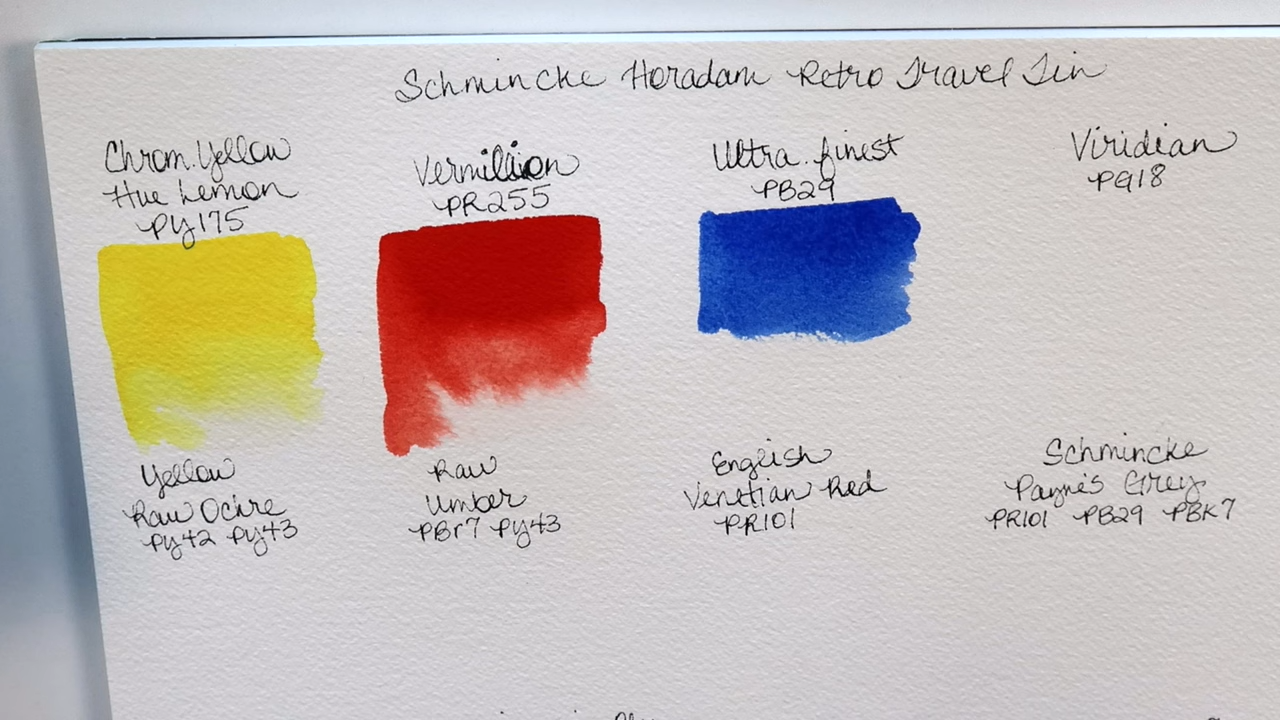 Schmincke Horadam Retro Travel Tin
Chrom. Yellow
Hue Lemon
PY175
Vermillion
PR255
Ultra. finest
PB29
Viridian
PG18
Yellow
Raw Ochre
PY42 PY43
Raw
Umber
PBr7 PY43
English
Venetian Red
PR101
Schmincke
Payne's Grey
PR101 PB29 PBK7